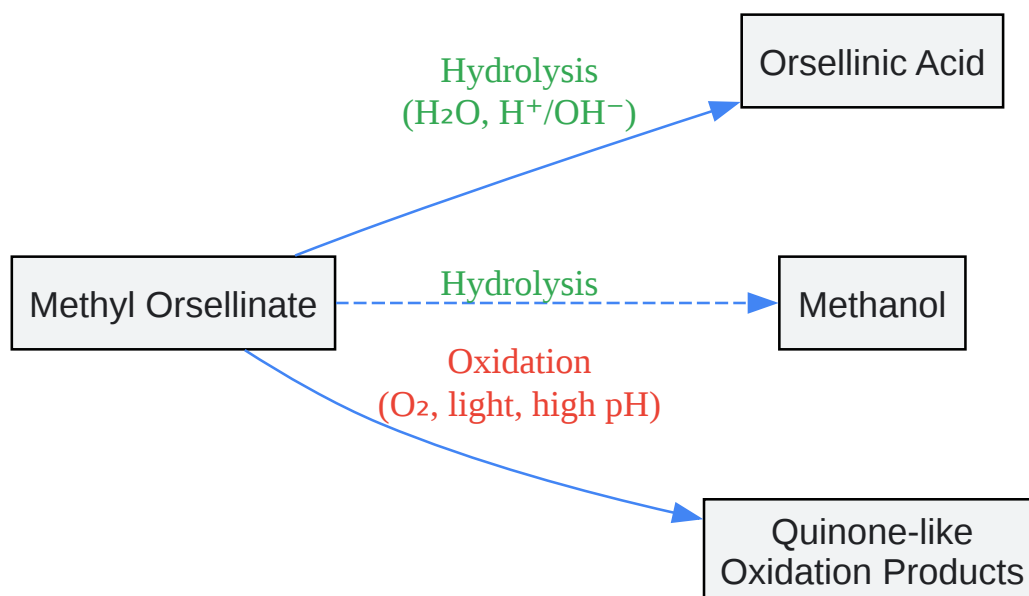 Hydrolysis
(H₂O, H⁺/OH⁻)
Orsellinic Acid
Methyl Orsellinate
Hydrolysis
Methanol
Oxidation
(O₂, light, high pH)
Quinone-like
Oxidation Products